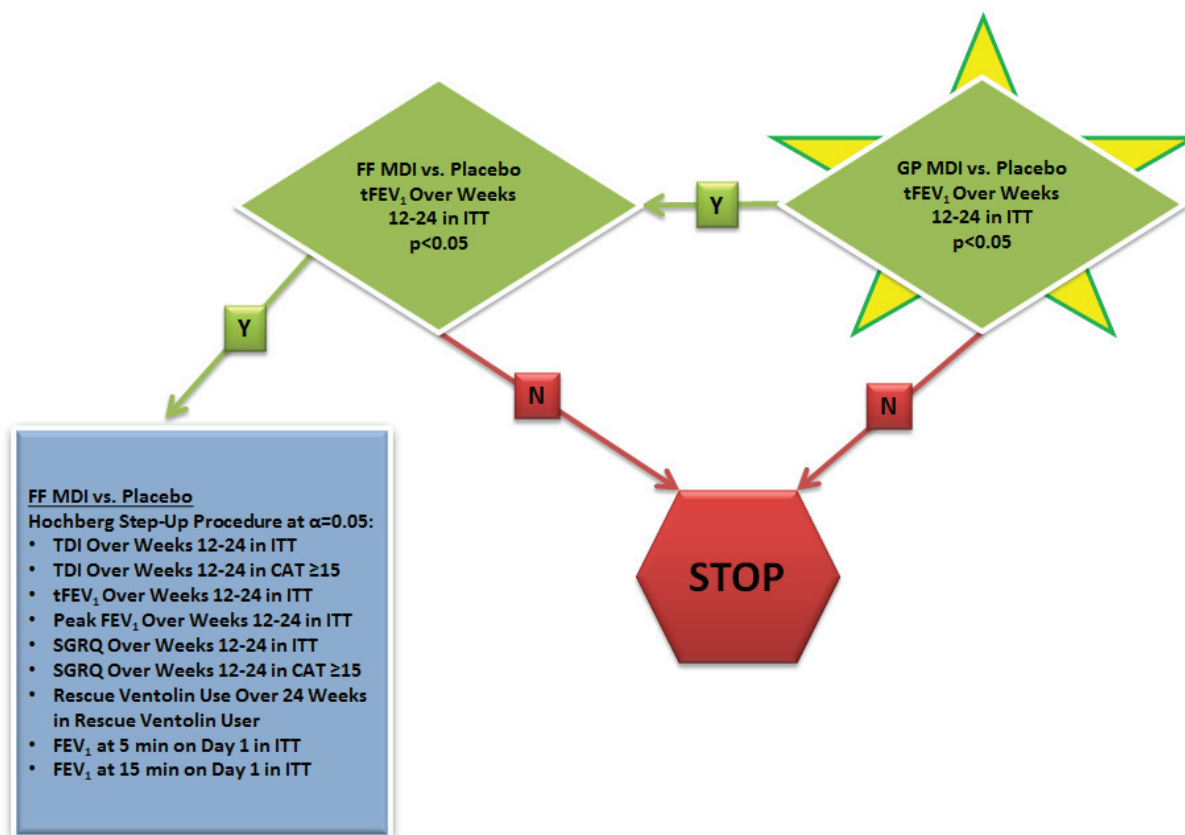 FF MDI vs. Placebo
tFEV₁ Over Weeks
12-24 in ITT
p<0.05
Y
GP MDI vs. Placebo
tFEV₁ Over Weeks
12-24 in ITT
p<0.05
Y
N
N
STOP
FF MDI vs. Placebo
Hochberg Step-Up Procedure at α=0.05:
• TDI Over Weeks 12-24 in ITT
• TDI Over Weeks 12-24 in CAT ≥15
• tFEV₁ Over Weeks 12-24 in ITT
• Peak FEV₁ Over Weeks 12-24 in ITT
• SGRQ Over Weeks 12-24 in ITT
• SGRQ Over Weeks 12-24 in CAT ≥15
• Rescue Ventolin Use Over 24 Weeks
in Rescue Ventolin User
• FEV₁ at 5 min on Day 1 in ITT
• FEV₁ at 15 min on Day 1 in ITT